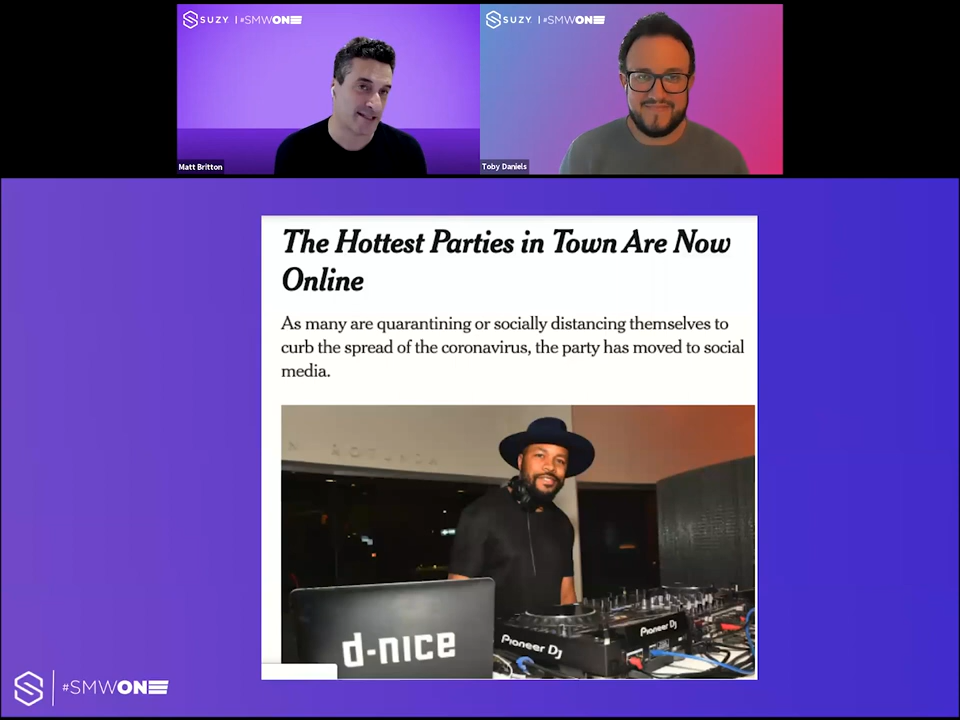 SUZY | #SMWONE
SUZY | #SMWONE
Matt Britton
Toby Daniels
The Hottest Parties in Town Are Now
Online
As many are quarantining or socially distancing themselves to
curb the spread of the coronavirus, the party has moved to social
media.
d-nice
Pioneer Dj
Pioneer Dj
#SMWONE